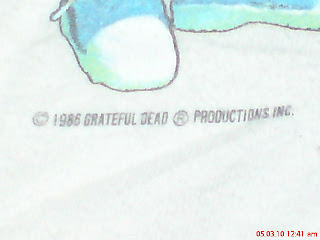 © 1986 GRATEFUL DEAD ® PRODUCTIONS INC.
05.03.10 12:41 am